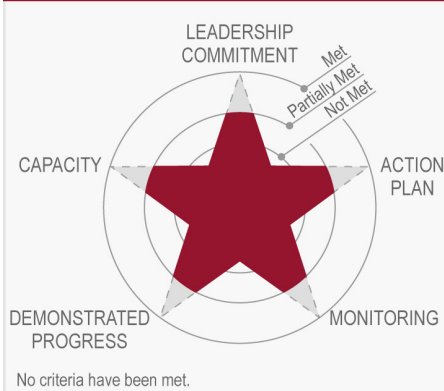 LEADERSHIP
COMMITMENT
Met
Partially Met
Not Met
CAPACITY
ACTION
PLAN
DEMONSTRATED
PROGRESS
MONITORING
No criteria have been met.